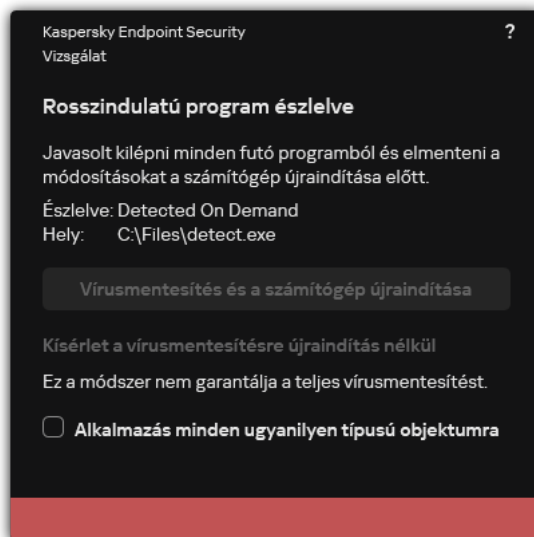 Kaspersky Endpoint Security
?
Vizsgálat
Rosszindulatú program észlelve
Javasolt kilépni minden futó programból és elmenteni a
módosításokat a számítógép újraindítása előtt.
Észlelve: Detected On Demand
Hely: C:\Files\detect.exe
Vírusmentesítés és a számítógép újraindítása
Kísérlet a vírusmentesítésre újraindítás nélkül
Ez a módszer nem garantálja a teljes vírusmentesítést.
Alkalmazás minden ugyanilyen típusú objektumra